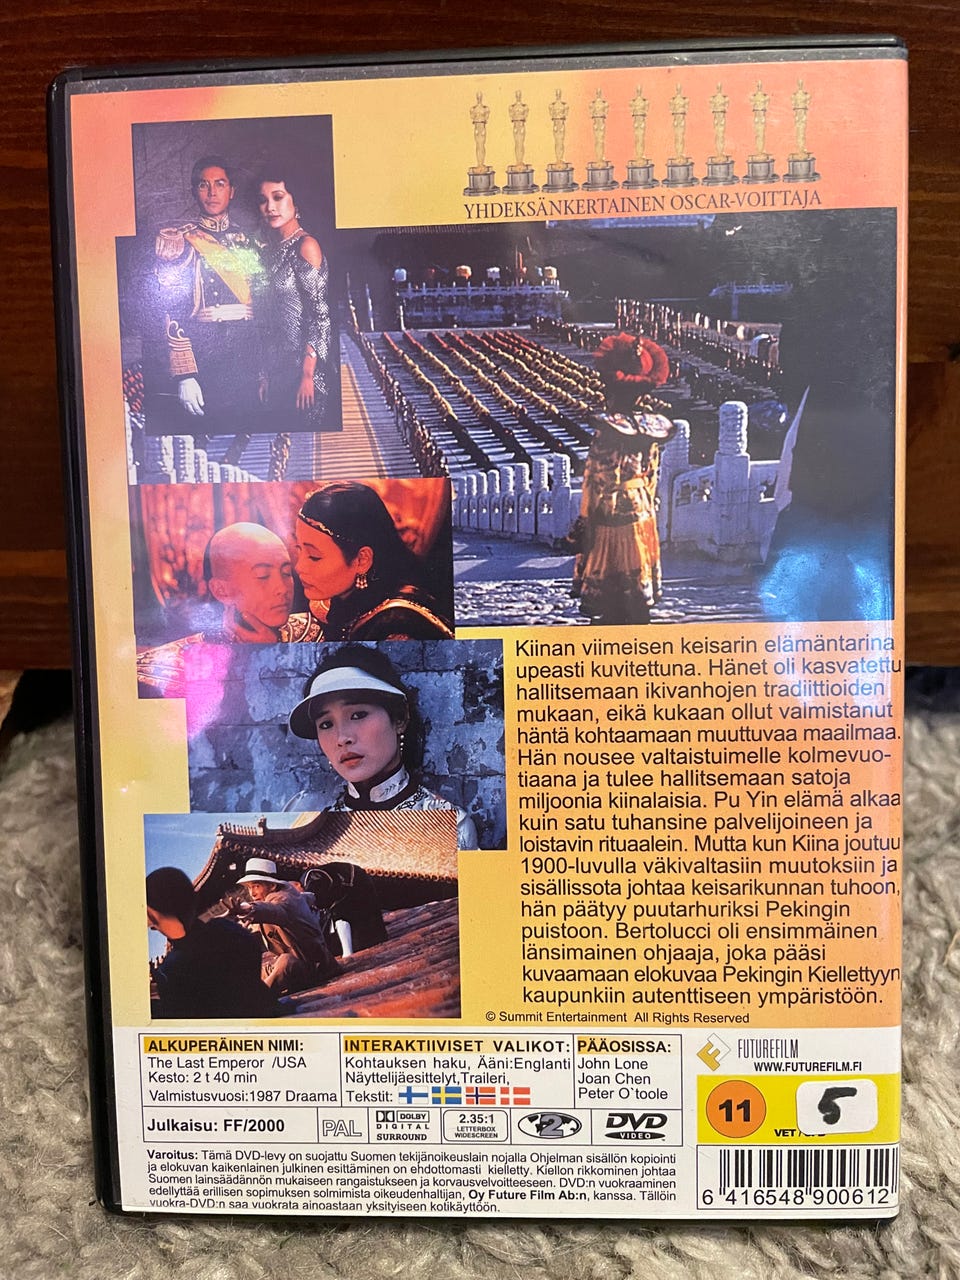 YHDEKSÄNKERTAINEN OSCAR-VOITTAJA
Kiinan viimeisen keisarin elämäntarina
upeasti kuvitettuna. Hänet oli kasvatettu
hallitsemaan ikivanhojen tradiittioiden
mukaan, eikä kukaan ollut valmistanut
häntä kohtaamaan muuttuvaa maailmaa.
Hän nousee valtaistuimelle kolmevuo-
tiaana ja tulee hallitsemaan satoja
miljoonia kiinalaisia. Pu Yin elämä alkaa
kuin satu tuhansine palvelijoineen ja
loistavin rituaalein. Mutta kun Kiina joutuu
1900-luvulla väkivaltasiin muutoksiin ja
sisällissota johtaa keisarikunnan tuhoon,
hän päätyy puutarhuriksi Pekingin
puistoon. Bertolucci oli ensimmäinen
länsimainen ohjaaja, joka pääsi
kuvaamaan elokuvaa Pekingin Kiellettyyn
kaupunkiin autenttiseen ympäristöön.
© Summit Entertainment All Rights Reserved
ALKUPERÄINEN NIMI:
The Last Emperor /USA
Kesto: 2 t 40 min
Valmistusvuosi:1987 Draama
INTERAKTIIVISET VALIKOT:
Kohtauksen haku, Ääni:Englanti
Näyttelijäesittelyt,Traileri,
Tekstit:
PÄÄOSISSA:
John Lone
Joan Chen
Peter O`toole
FUTUREFILM
WWW.FUTUREFILM.FI
11
5
Julkaisu: FF/2000
PAL
DOLBY
DIGITAL
SURROUND
2.35:1
LETTERBOX
WIDESCREEN
2
DVD
VIDEO
Varoitus: Tämä DVD-levy on suojattu Suomen tekijänoikeuslain nojalla Ohjelman sisällön kopiointi
ja elokuvan kaikenlainen julkinen esittäminen on ehdottomasti kielletty. Kiellon rikkominen johtaa
Suomen lainsäädännön mukaiseen rangaistukseen ja korvausvelvoitteeseen. DVD:n vuokraaminen
edellyttää erillisen sopimuksen solmimista oikeudenhaltijan, Oy Future Film Ab:n, kanssa. Tällöin
vuokra-DVD:n saa vuokrata ainoastaan yksityiseen kotikäyttöön.
6 416548 900612